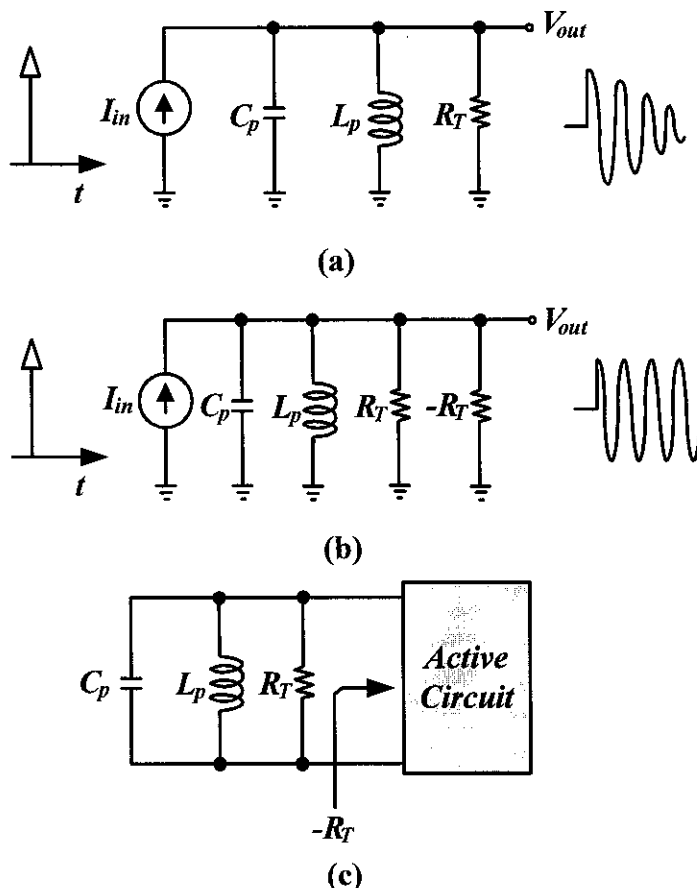 V_out
I_in
C_p
L_p
R_T
t
(a)
V_out
I_in
C_p
L_p
R_T
-R_T
t
(b)
C_p
L_p
R_T
Active
Circuit
-R_T
(c)